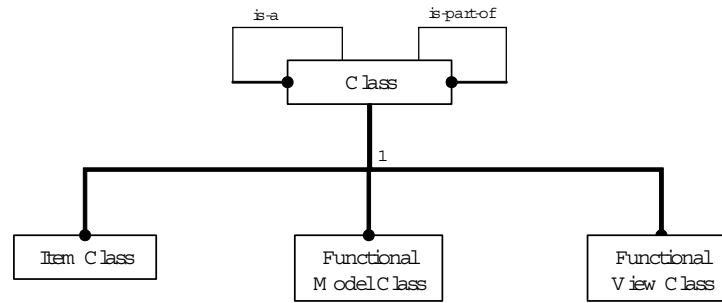 is-a
is-part-of
Class
1
Item Class
Functional
Model Class
Functional
View Class